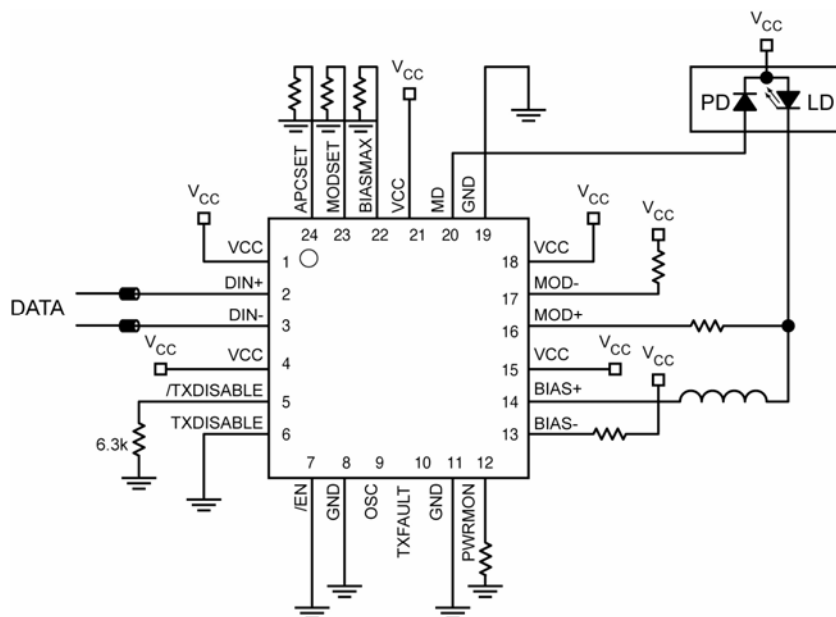 VCC
VCC
PD
LD
APCSET
MODSET
BIASMAX
VCC
MD
GND
24
23
22
21
20
19
VCC
VCC
1
DIN+
2
DATA
DIN-
3
VCC
VCC
4
/TXDISABLE
5
TXDISABLE
6
6.3k
VCC
VCC
18
VCC
MOD-
17
MOD+
16
VCC
15
VCC
VCC
BIAS+
14
BIAS-
13
7
8
9
10
11
12
/EN
GND
OSC
TXFAULT
GND
PWRMON